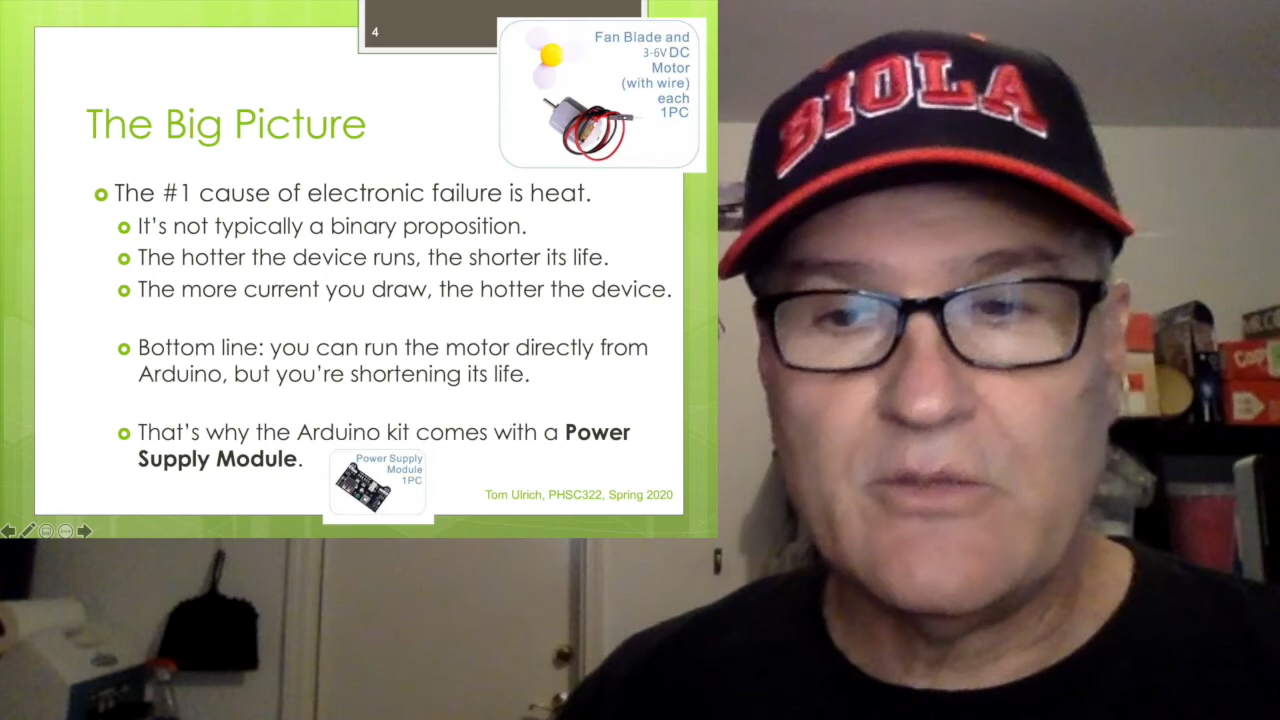 4
Fan Blade and
3-6V DC
Motor
(with wire)
each
1PC
The Big Picture
The #1 cause of electronic failure is heat.
It's not typically a binary proposition.
The hotter the device runs, the shorter its life.
The more current you draw, the hotter the device.
Bottom line: you can run the motor directly from
Arduino, but you're shortening its life.
That's why the Arduino kit comes with a Power
Supply Module.
Power Supply
Module
1PC
Tom Ulrich, PHSC322, Spring 2020
BIOLA